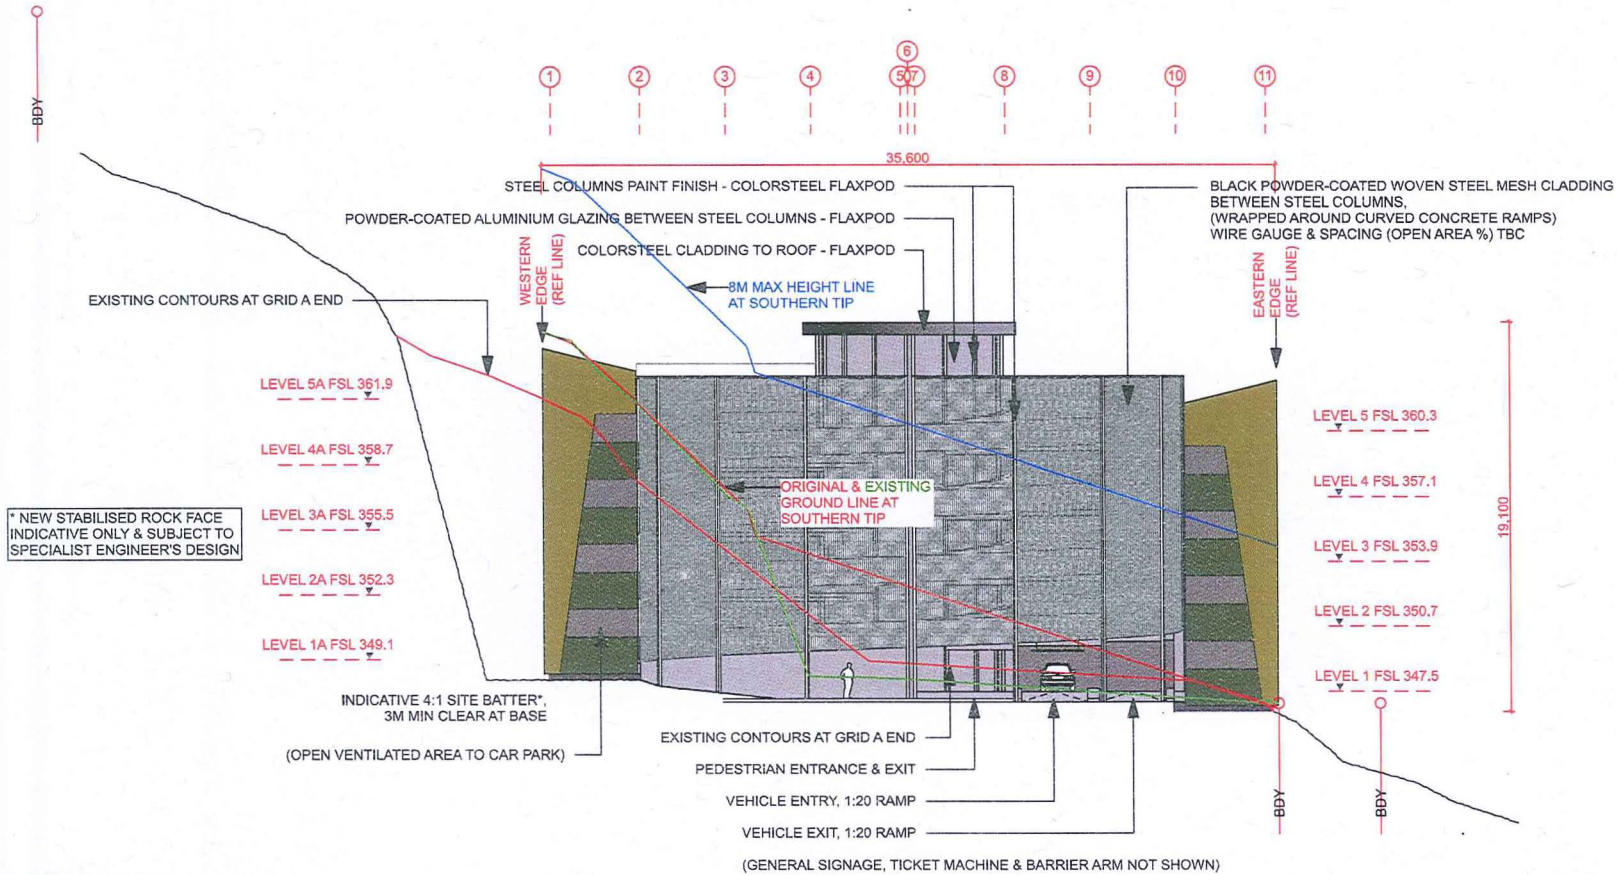 BDY
1
2
3
4
5
6
7
8
9
10
11
35,600
STEEL COLUMNS PAINT FINISH - COLORSTEEL FLAXPOD
POWDER-COATED ALUMINIUM GLAZING BETWEEN STEEL COLUMNS - FLAXPOD
COLORSTEEL CLADDING TO ROOF - FLAXPOD
BLACK POWDER-COATED WOVEN STEEL MESH CLADDING
BETWEEN STEEL COLUMNS,
(WRAPPED AROUND CURVED CONCRETE RAMPS)
WIRE GAUGE & SPACING (OPEN AREA %) TBC
WESTERN
EDGE
(REF LINE)
EASTERN
EDGE
(REF LINE)
8M MAX HEIGHT LINE
AT SOUTHERN TIP
EXISTING CONTOURS AT GRID A END
LEVEL 5A FSL 361.9
LEVEL 4A FSL 358.7
LEVEL 3A FSL 355.5
LEVEL 2A FSL 352.3
LEVEL 1A FSL 349.1
* NEW STABILISED ROCK FACE
INDICATIVE ONLY & SUBJECT TO
SPECIALIST ENGINEER'S DESIGN
ORIGINAL & EXISTING
GROUND LINE AT
SOUTHERN TIP
LEVEL 5 FSL 360.3
LEVEL 4 FSL 357.1
LEVEL 3 FSL 353.9
LEVEL 2 FSL 350.7
LEVEL 1 FSL 347.5
19,100
INDICATIVE 4:1 SITE BATTER*,
3M MIN CLEAR AT BASE
(OPEN VENTILATED AREA TO CAR PARK)
EXISTING CONTOURS AT GRID A END
PEDESTRIAN ENTRANCE & EXIT
VEHICLE ENTRY, 1:20 RAMP
VEHICLE EXIT, 1:20 RAMP
(GENERAL SIGNAGE, TICKET MACHINE & BARRIER ARM NOT SHOWN)
BDY
BDY